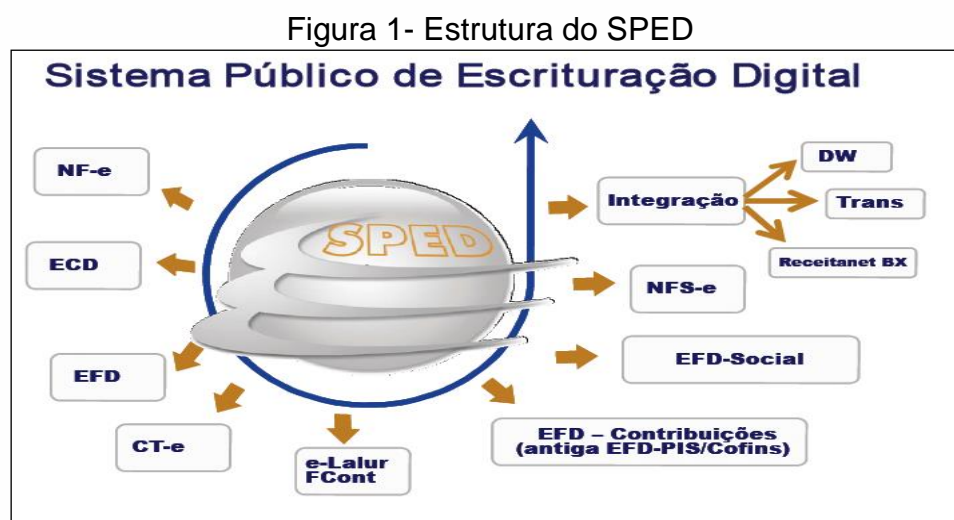 Figura 1- Estrutura do SPED
Sistema Público de Escrituração Digital
NF-e
ECD
EFD
CT-e
e-Lalur
FCont
SPED
Integração
DW
Trans
Receitanet BX
NFS-e
EFD-Social
EFD – Contribuições
(antiga EFD-PIS/Cofins)